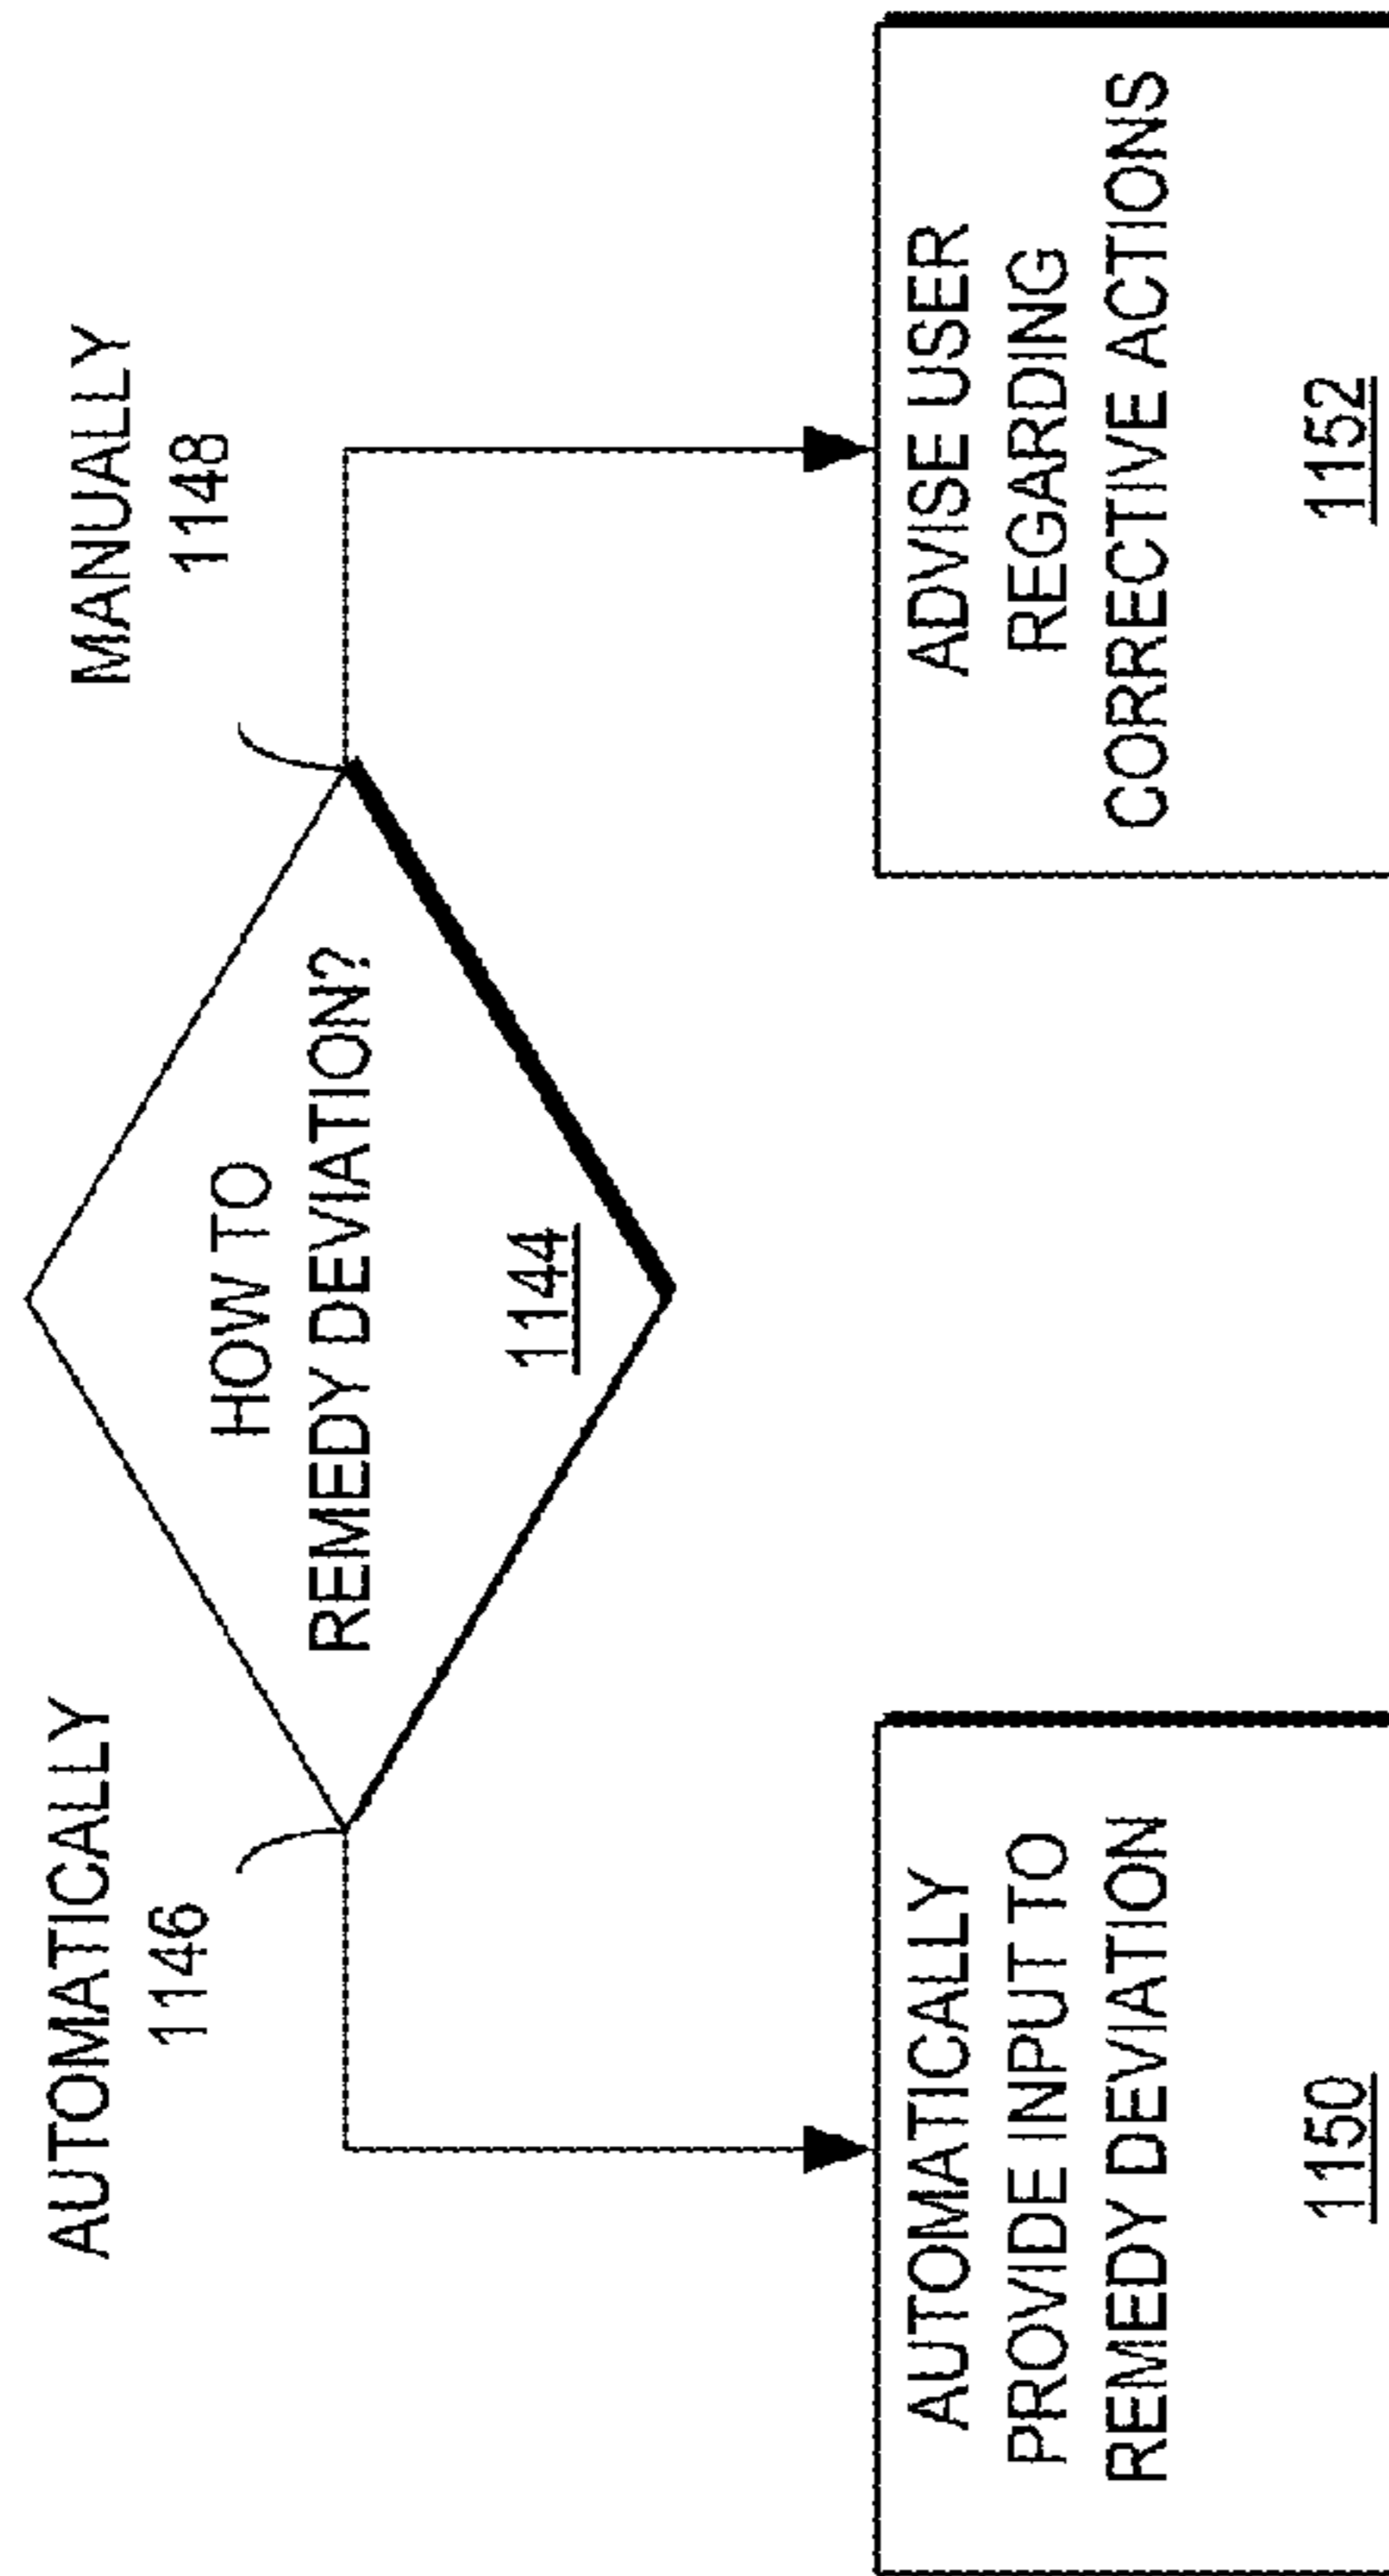 AUTOMATICALLY
1146
HOW TO
REMEDY DEVIATION?
1144
MANUALLY
1148
AUTOMATICALLY
PROVIDE INPUT TO
REMEDY DEVIATION
1150
ADVISE USER
REGARDING
CORRECTIVE ACTIONS
1152